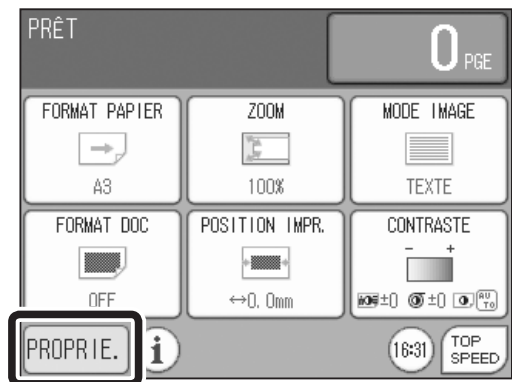 PRÊT
0 PGE
FORMAT PAPIER
A3
ZOOM
100%
MODE IMAGE
TEXTE
FORMAT DOC
OFF
POSITION IMPR.
↔0, 0mm
CONTRASTE
- +
±0 ±0 AUTO
PROPRIE.
i
16:31
TOP
SPEED